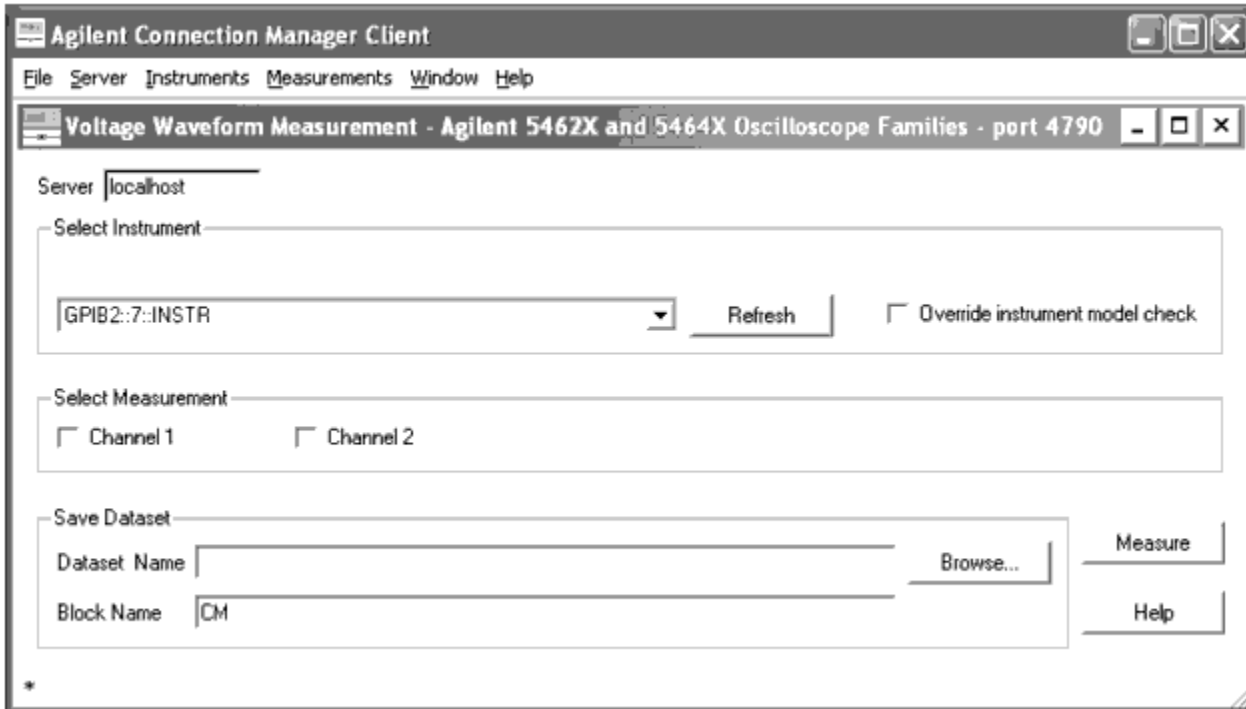 Agilent Connection Manager Client
File Server Instruments Measurements Window Help
Voltage Waveform Measurement - Agilent 5462X and 5464X Oscilloscope Families - port 4790
Server localhost
Select Instrument
GPIB2::7::INSTR Refresh Override instrument model check
Select Measurement
Channel 1 Channel 2
Save Dataset
Dataset Name Browse... Measure
Block Name CM Help
*